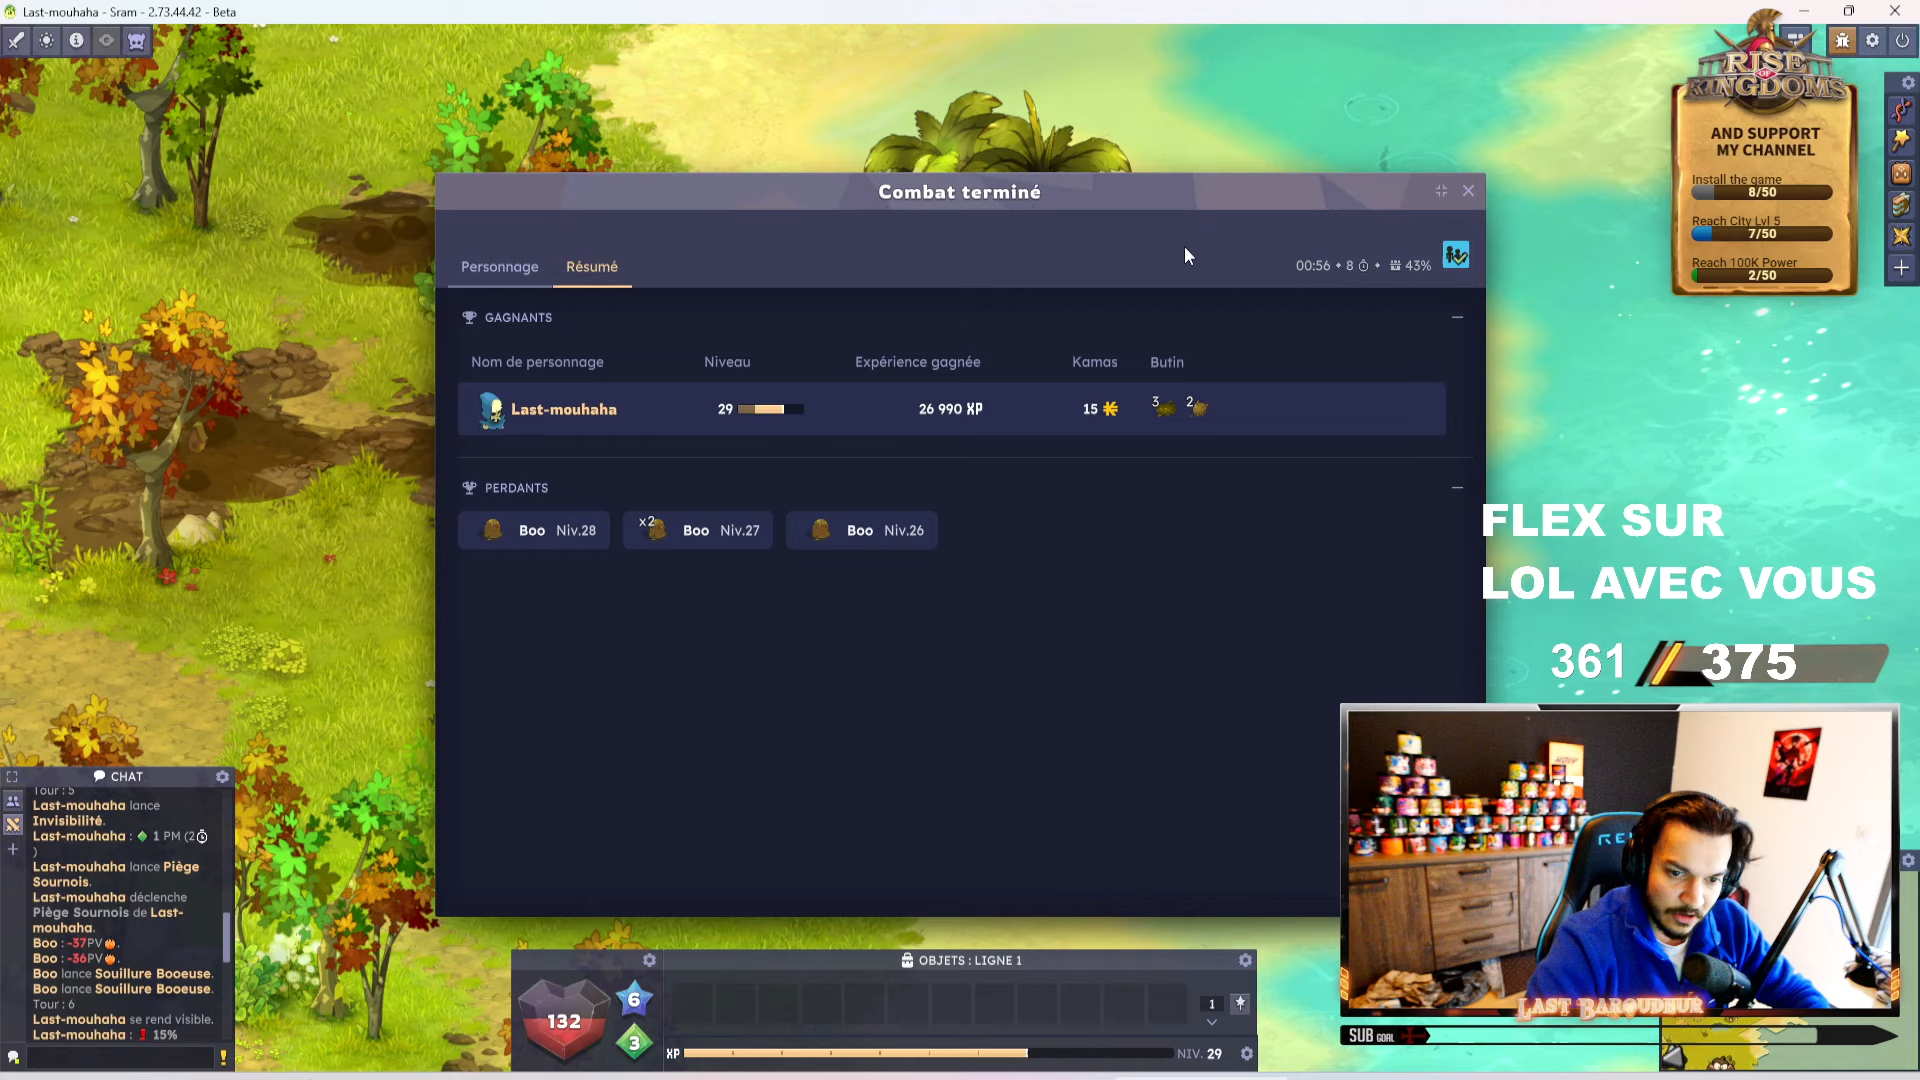 Last-mouhaha - Sram - 2.73.44.42 - Beta
RISE
OF
KINGDOMS
AND SUPPORT
MY CHANNEL
Install the game
8/50
Reach City Lvl 5
7/50
Reach 100K Power
2/50
Combat terminé
Personnage
Résumé
00:56 • 8 • 43%
GAGNANTS
Nom de personnage
Niveau
Expérience gagnée
Kamas
Butin
Last-mouhaha
29
26 990 XP
15
3
2
PERDANTS
Boo Niv.28
x2 Boo Niv.27
Boo Niv.26
FLEX SUR
LOL AVEC VOUS
361
375
CHAT
Tour : 5
Last-mouhaha lance
Invisibilité.
Last-mouhaha : 1 PM (2
)
Last-mouhaha lance Piège
Sournois.
Last-mouhaha déclenche
Piège Sournois de Last-
mouhaha.
Boo : -37PV.
Boo : -36PV.
Boo lance Souillure Booeuse.
Boo lance Souillure Booeuse.
Tour : 6
Last-mouhaha se rend visible.
Last-mouhaha : 15%
OBJETS : LIGNE 1
132
6
3
1
XP
NIV. 29
LAST BAROUDEUR
SUB GOAL